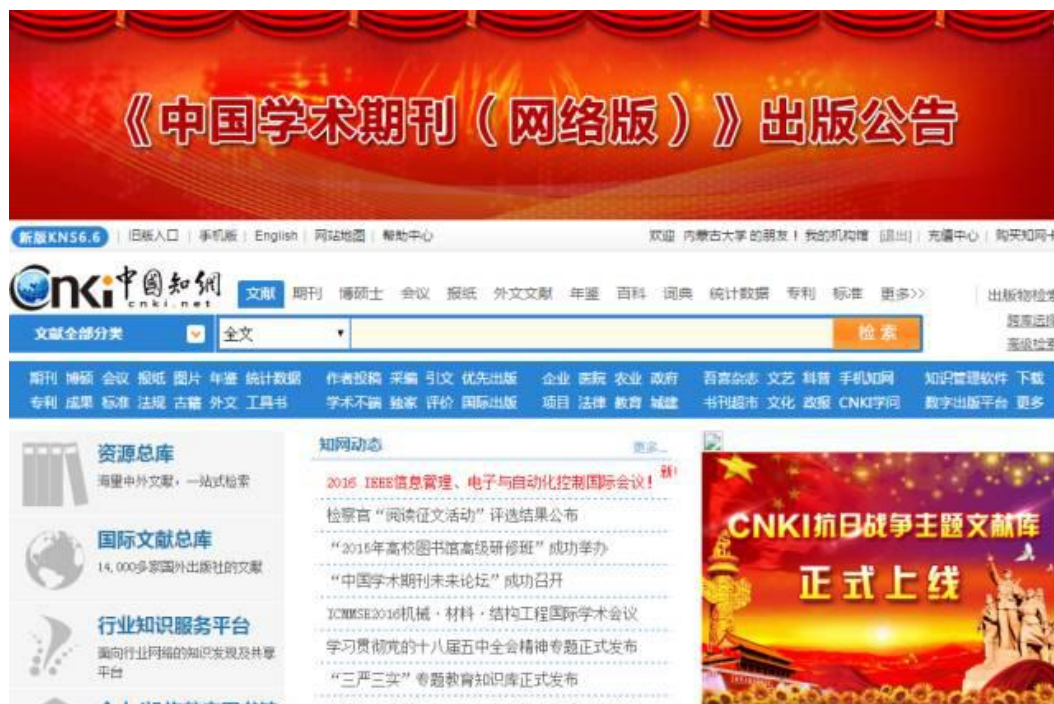 《中国学术期刊（网络版）》出版公告
新版KNS6.6 | 旧版入口 | 手机版 | English | 网站地图 | 帮助中心 欢迎 内蒙古大学 的朋友！ 我的机构馆 [退出] | 充值中心 | 购买知网卡
Cnki中國知網
cnki.net
文献 期刊 博硕士 会议 报纸 外文文献 年鉴 百科 词典 统计数据 专利 标准 更多>> 出版物检索
文献全部分类 全文 检 索 跨库选择
高级检索
期刊 博硕 会议 报纸 图片 年鉴 统计数据 作者投稿 采编 引文 优先出版 企业 医院 农业 政府 吾喜杂志 文艺 科普 手机知网 知识管理软件 下载
专利 成果 标准 法规 古籍 外文 工具书 学术不端 独家 评价 国际出版 项目 法律 教育 城建 书刊超市 文化 政报 CNKI学问 数字出版平台 更多
资源总库
海量中外文献，一站式检索
国际文献总库
14,000多家国外出版社的文献
行业知识服务平台
面向行业网络的知识发现及共享
平台
知网动态 更多...
2016 IEEE信息管理、电子与自动化控制国际会议！ 新!
检察官“阅读征文活动”评选结果公布
“2015年高校图书馆高级研修班”成功举办
“中国学术期刊未来论坛”成功召开
ICMMSE2016机械·材料·结构工程国际学术会议
学习贯彻党的十八届五中全会精神专题正式发布
“三严三实”专题教育知识库正式发布
CNKI抗日战争主题文献库
正式上线